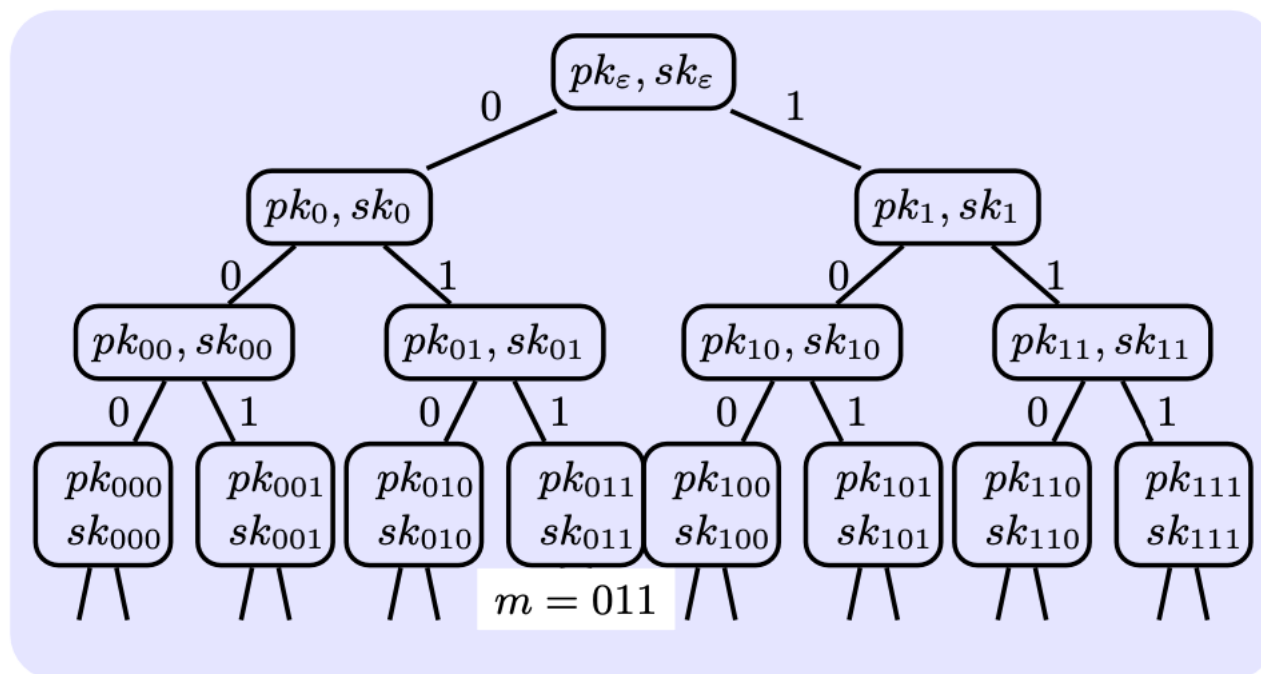 pk_ε, sk_ε
0 1
pk_0, sk_0 pk_1, sk_1
0 1 0 1
pk_00, sk_00 pk_01, sk_01 pk_10, sk_10 pk_11, sk_11
0 1 0 1 0 1 0 1
pk_000 pk_001 pk_010 pk_011 pk_100 pk_101 pk_110 pk_111
sk_000 sk_001 sk_010 sk_011 sk_100 sk_101 sk_110 sk_111
m = 011